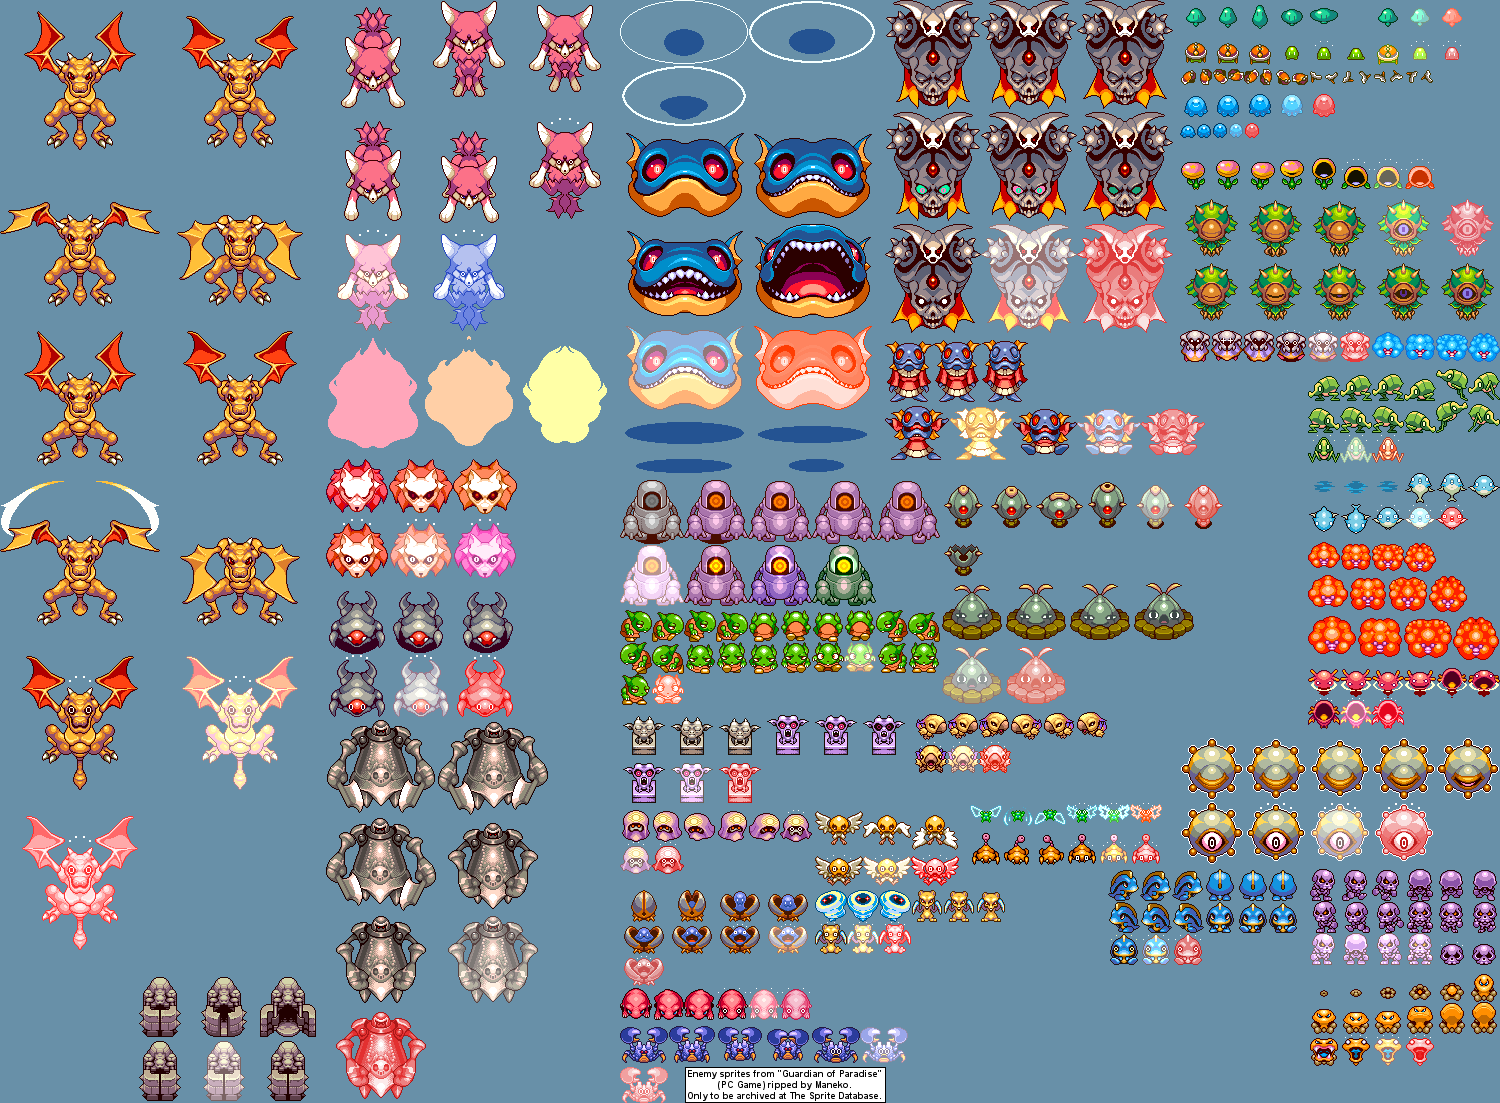 Enemy sprites from "Guardian of Paradise"
(PC Game) ripped by Maneko.
Only to be archived at The Sprite Database.